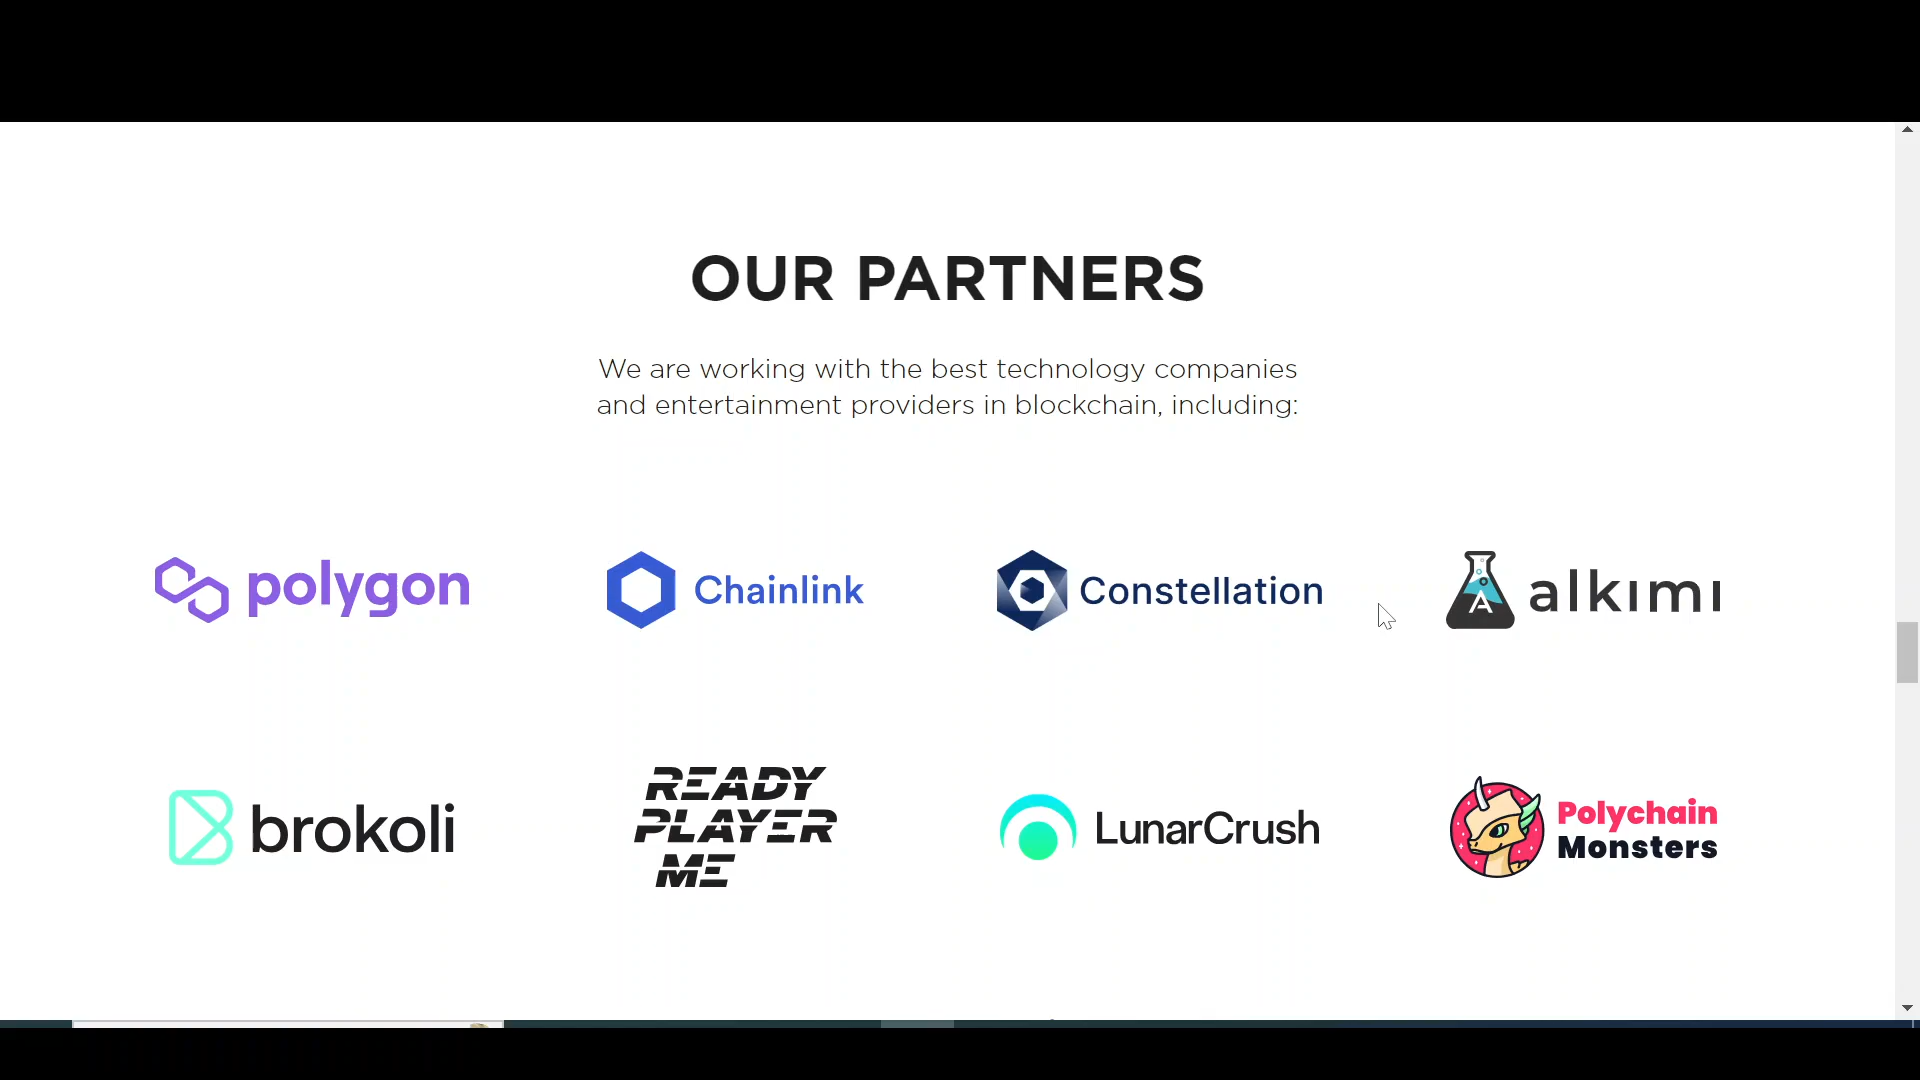 OUR PARTNERS
We are working with the best technology companies
and entertainment providers in blockchain, including:
polygon
Chainlink
Constellation
A
alkımı
brokoli
READY
PLAYER
ME
LunarCrush
Polychain
Monsters